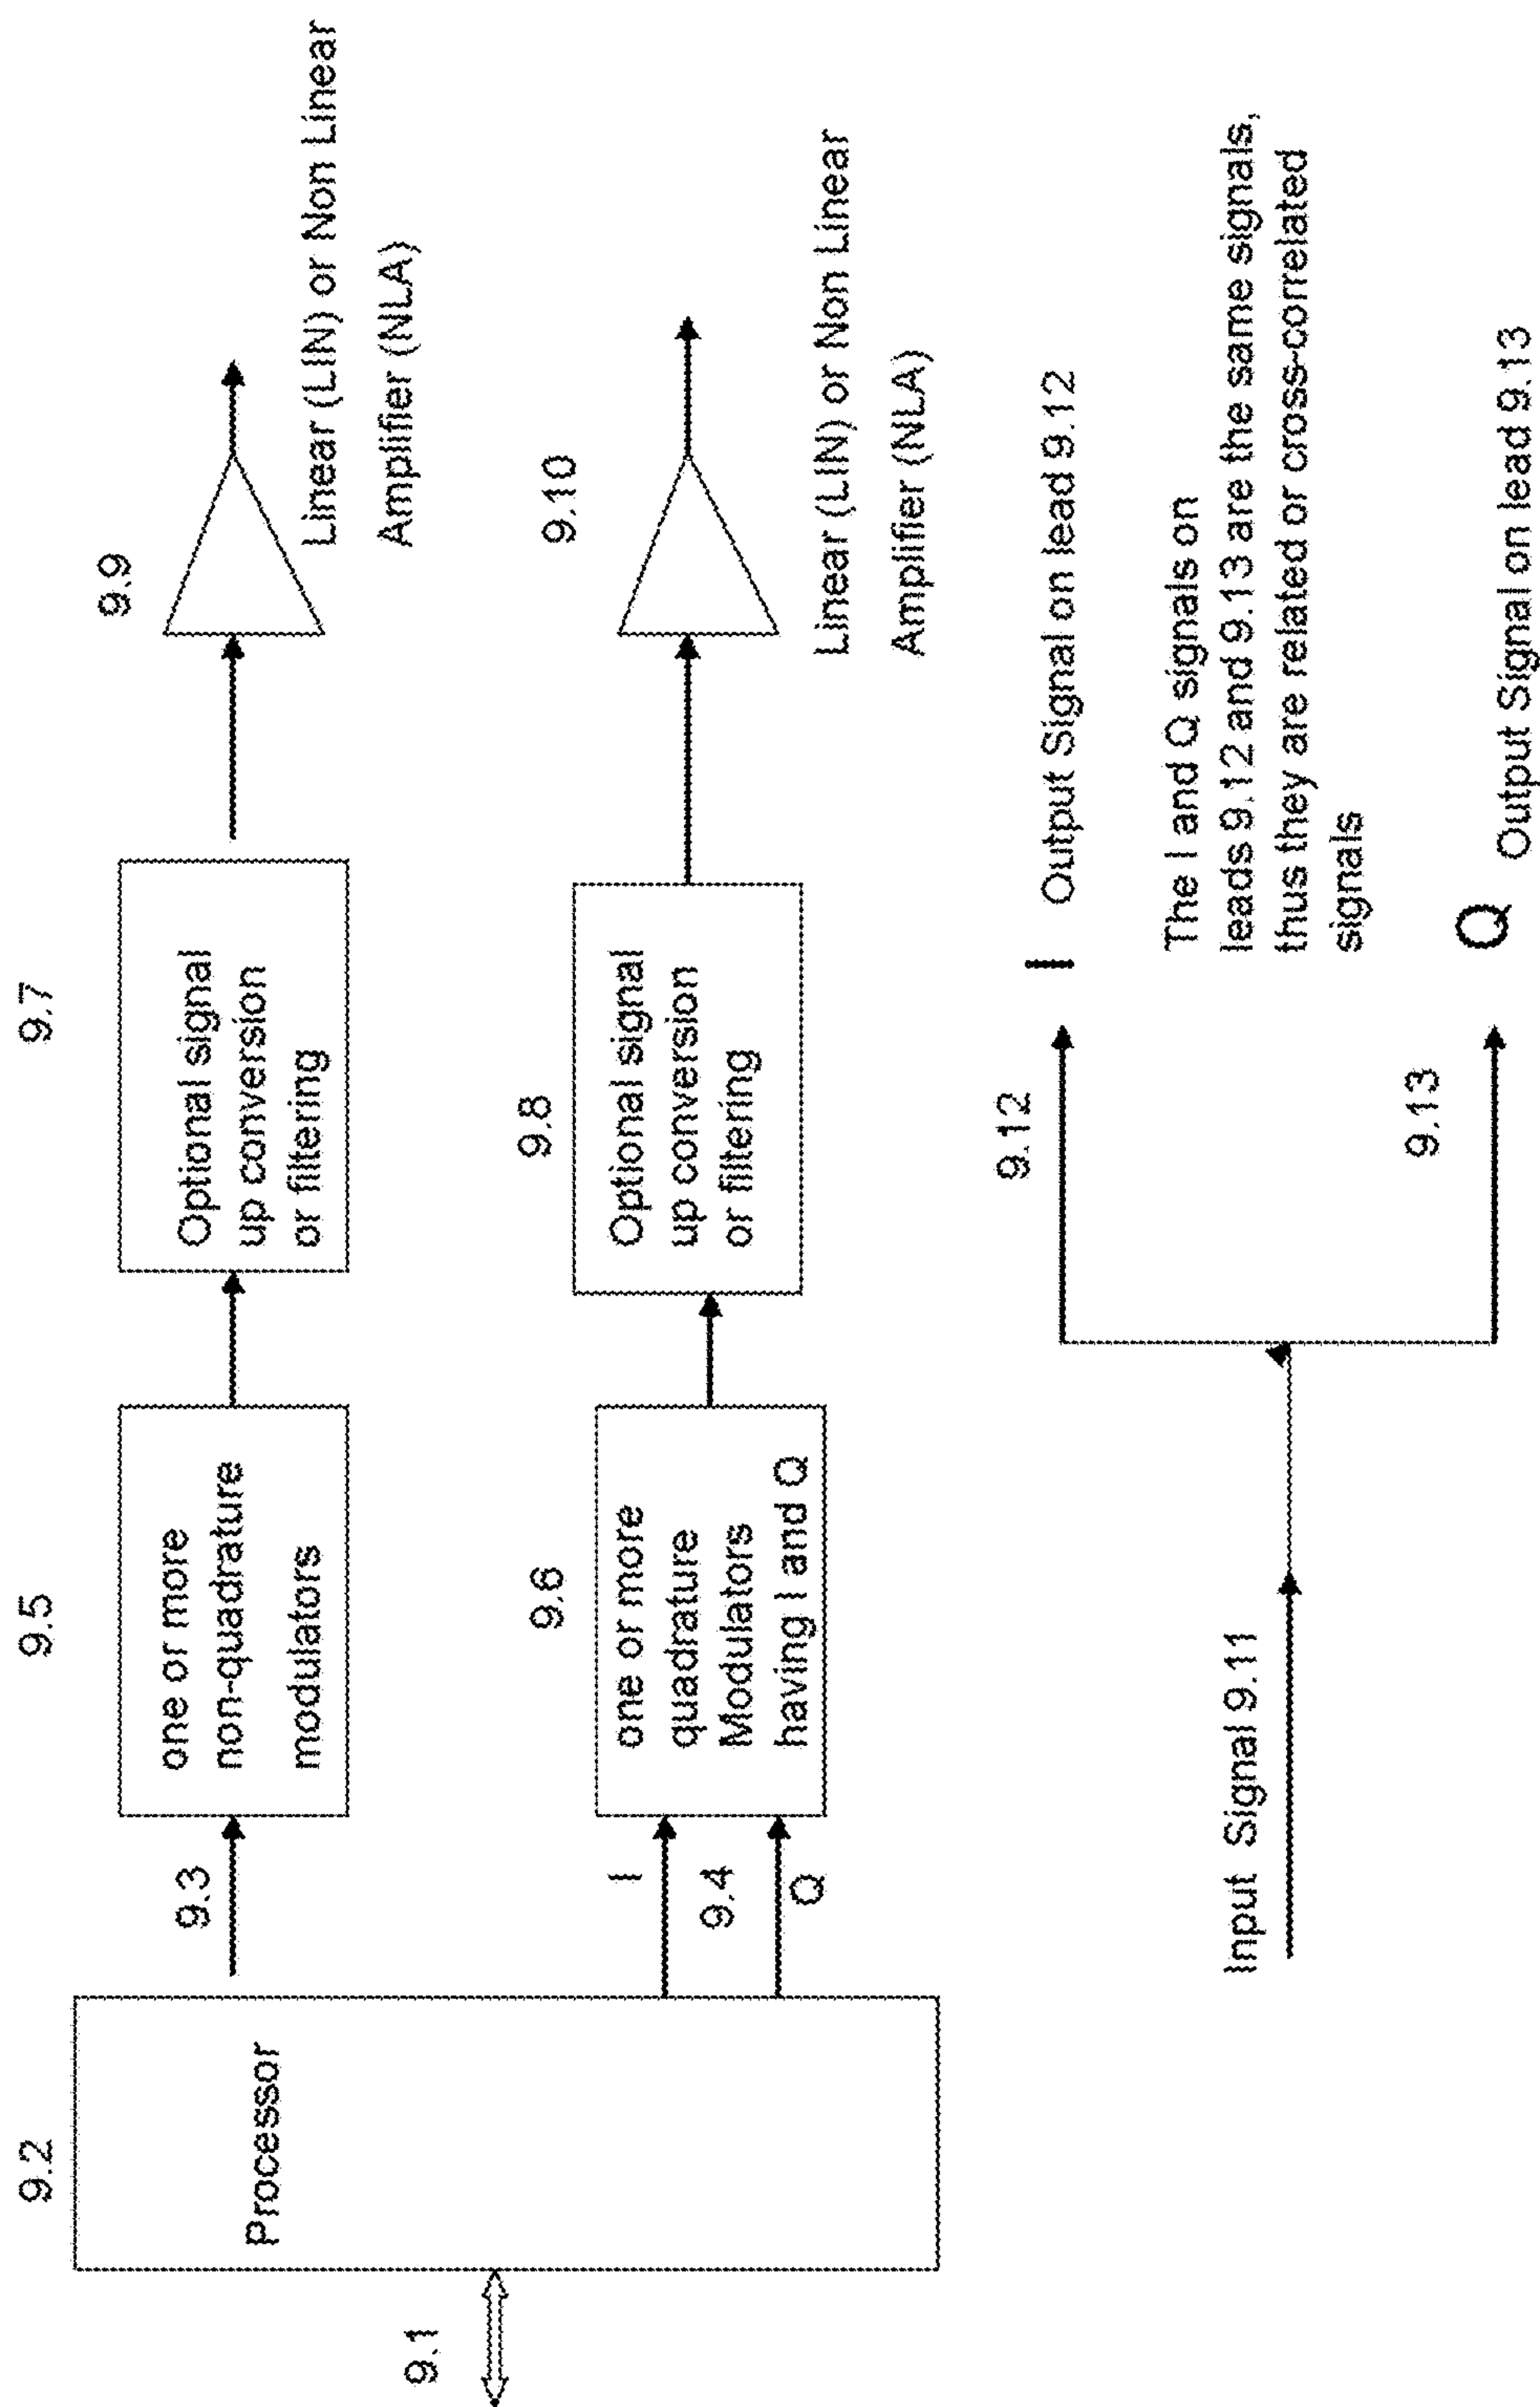 9.1
9.2
Processor
9.3
9.5
one or more
non-quadrature
modulators
9.7
Optional signal
up conversion
or filtering
9.9
Linear (LIN) or Non Linear
Amplifier (NLA)
I
9.4
Q
9.6
one or more
quadrature
Modulators
having I and Q
9.8
Optional signal
up conversion
or filtering
9.10
Linear (LIN) or Non Linear
Amplifier (NLA)
Input Signal 9.11
9.12
I Output Signal on lead 9.12
The I and Q signals on
leads 9.12 and 9.13 are the same signals,
thus they are related or cross-correlated
signals
9.13
Q Output Signal on lead 9.13